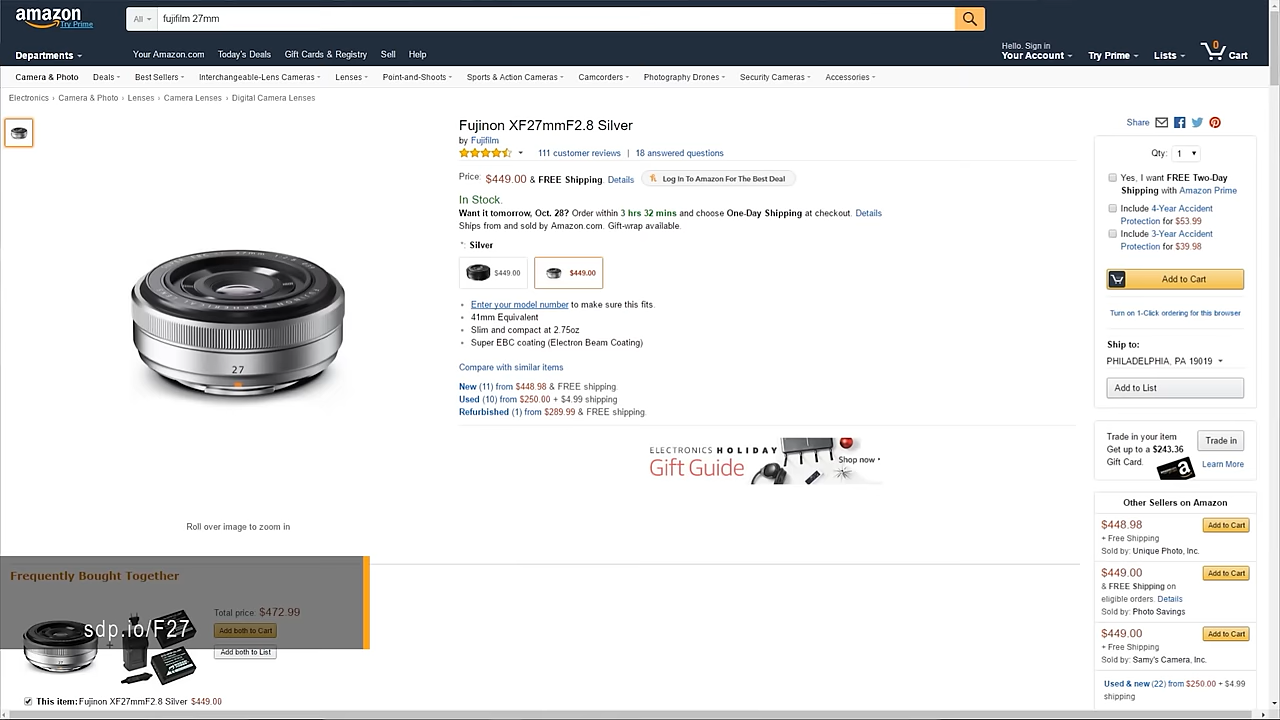 amazon
Try Prime
All
fujifilm 27mm
Departments
Your Amazon.com Today's Deals Gift Cards & Registry Sell Help
Hello. Sign in
Your Account
Try Prime
Lists
0
Cart
Camera & Photo Deals Best Sellers Interchangeable-Lens Cameras Lenses Point-and-Shoots Sports & Action Cameras Camcorders Photography Drones Security Cameras Accessories
Electronics › Camera & Photo › Lenses › Camera Lenses › Digital Camera Lenses
Fujinon XF27mmF2.8 Silver
by Fujifilm
111 customer reviews | 18 answered questions
Price: $449.00 & FREE Shipping. Details
Log In To Amazon For The Best Deal
In Stock.
Want it tomorrow, Oct. 28? Order within 3 hrs 32 mins and choose One-Day Shipping at checkout. Details
Ships from and sold by Amazon.com. Gift-wrap available.
": Silver
$449.00
$449.00
• Enter your model number to make sure this fits.
• 41mm Equivalent
• Slim and compact at 2.75oz
• Super EBC coating (Electron Beam Coating)
Compare with similar items
New (11) from $448.98 & FREE shipping.
Used (10) from $250.00 + $4.99 shipping
Refurbished (1) from $289.99 & FREE shipping.
ELECTRONICS HOLIDAY
Gift Guide
Shop now
27
Roll over image to zoom in
Share
Qty: 1
Yes, I want FREE Two-Day
Shipping with Amazon Prime
Include 4-Year Accident
Protection for $53.99
Include 3-Year Accident
Protection for $39.98
Add to Cart
Turn on 1-Click ordering for this browser
Ship to:
PHILADELPHIA, PA 19019
Add to List
Trade in your item
Get up to a $243.36
Gift Card.
Trade in
Learn More
a
Other Sellers on Amazon
$448.98
Add to Cart
+ Free Shipping
Sold by: Unique Photo, Inc.
$449.00
Add to Cart
& FREE Shipping on
eligible orders. Details
Sold by: Photo Savings
$449.00
Add to Cart
+ Free Shipping
Sold by: Samy's Camera, Inc.
Used & new (22) from $250.00 + $4.99
shipping
Frequently Bought Together
Total price: $472.99
Add both to Cart
Add both to List
sdp.io/F27
+
This item: Fujinon XF27mmF2.8 Silver $449.00